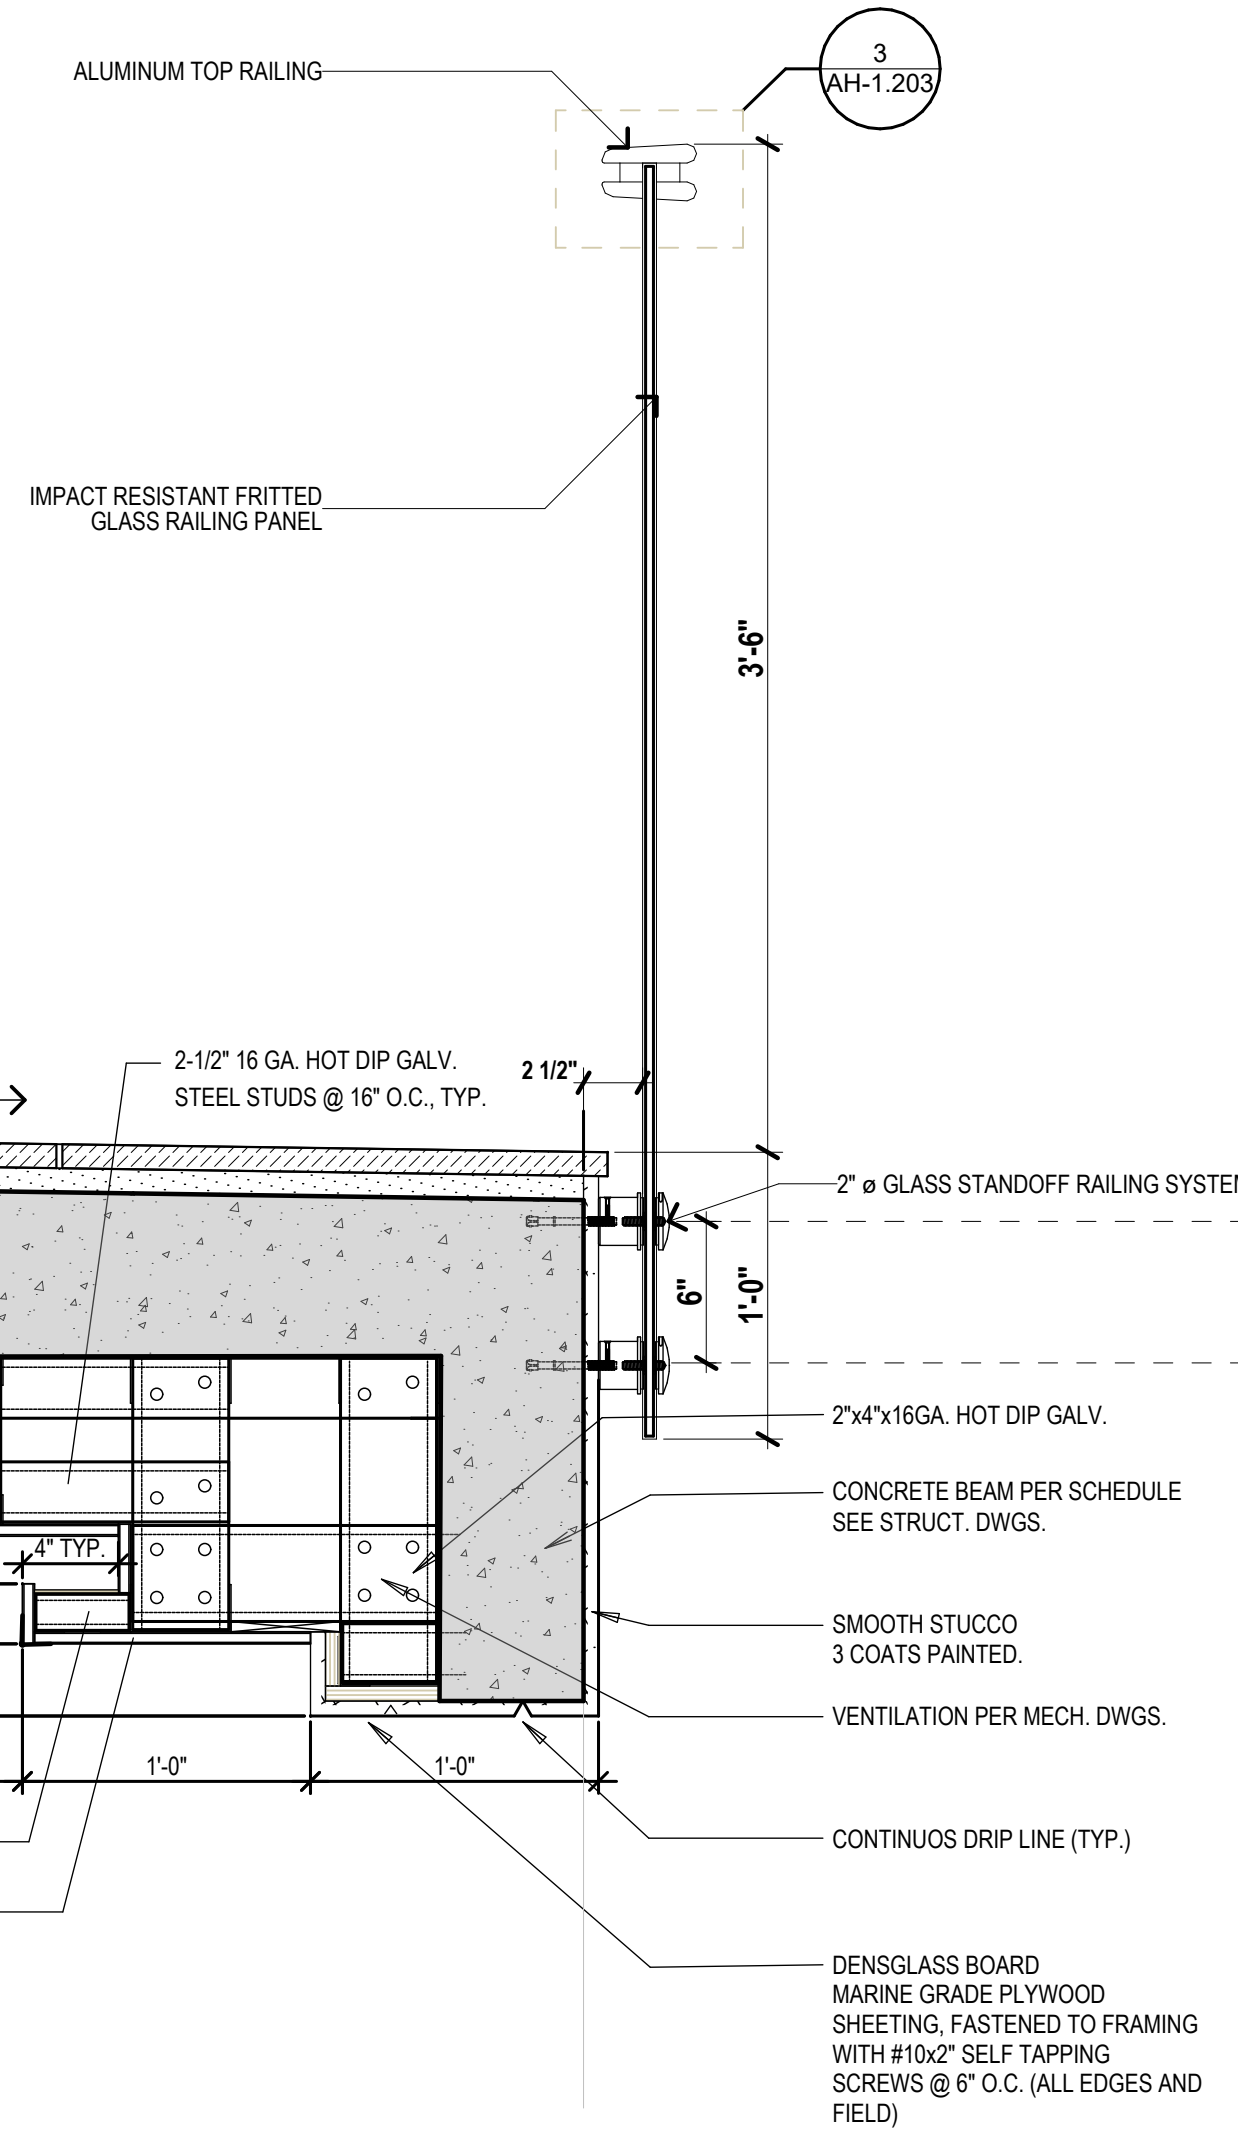 3
AH-1.203
ALUMINUM TOP RAILING
IMPACT RESISTANT FRITTED
GLASS RAILING PANEL
3'-6"
2-1/2" 16 GA. HOT DIP GALV.
STEEL STUDS @ 16" O.C., TYP.
2 1/2"
2" ø GLASS STANDOFF RAILING SYSTEM
6"
1'-0"
2"x4"x16GA. HOT DIP GALV.
CONCRETE BEAM PER SCHEDULE
SEE STRUCT. DWGS.
4" TYP.
SMOOTH STUCCO
3 COATS PAINTED.
VENTILATION PER MECH. DWGS.
1'-0"
1'-0"
CONTINUOS DRIP LINE (TYP.)
DENSGLASS BOARD
MARINE GRADE PLYWOOD
SHEETING, FASTENED TO FRAMING
WITH #10x2" SELF TAPPING
SCREWS @ 6" O.C. (ALL EDGES AND
FIELD)